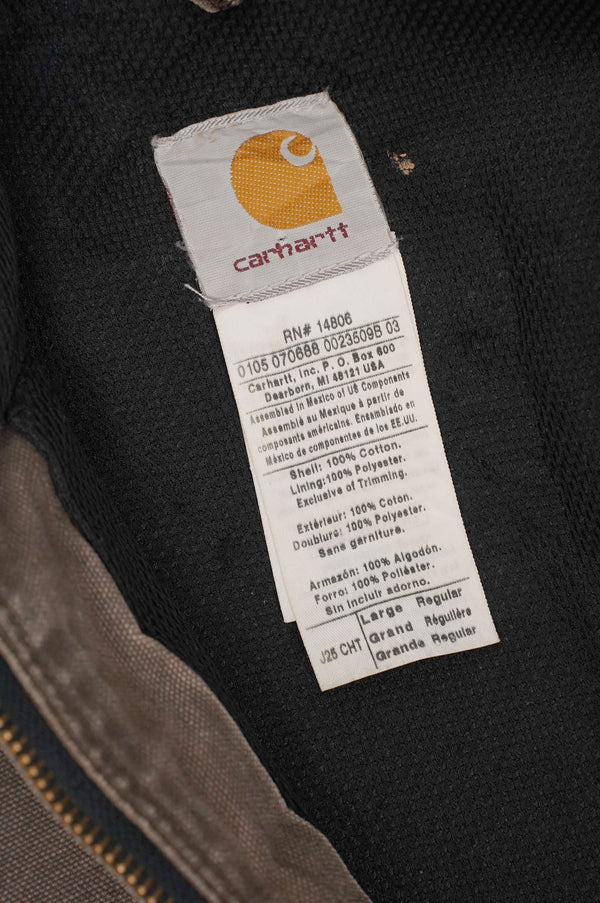 carhartt
RN# 14806
0105 070688 0023509B 03
Carhartt, Inc. P. O. Box 600
Dearborn, MI 48121 USA
Assembled in Mexico of US Components
Assemblé au Mexique à partir de
composants américains. Ensamblado en
México de componentes de los EE.UU.
Shell: 100% Cotton.
Lining:100% Polyester.
Exclusive of Trimming.
Extérieur: 100% Coton.
Doublure: 100% Polyester.
Sans garniture.
Armazón: 100% Algodón.
Forro: 100% Poliéster.
Sin incluir adorno.
J25 CHT
Large Regular
Grand Régulière
Grande Regular